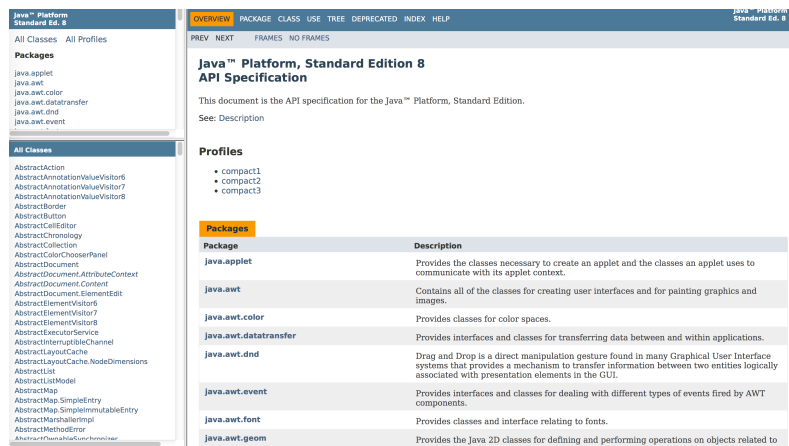 Java™ Platform
Standard Ed. 8
All Classes All Profiles
Packages
java.applet
java.awt
java.awt.color
java.awt.datatransfer
java.awt.dnd
java.awt.event
All Classes
AbstractAction
AbstractAnnotationValueVisitor6
AbstractAnnotationValueVisitor7
AbstractAnnotationValueVisitor8
AbstractBorder
AbstractButton
AbstractCellEditor
AbstractChronology
AbstractCollection
AbstractColorChooserPanel
AbstractDocument
AbstractDocument.AttributeContext
AbstractDocument.Content
AbstractDocument.ElementEdit
AbstractElementVisitor6
AbstractElementVisitor7
AbstractElementVisitor8
AbstractExecutorService
AbstractInterruptibleChannel
AbstractLayoutCache
AbstractLayoutCache.NodeDimensions
AbstractList
AbstractListModel
AbstractMap
AbstractMap.SimpleEntry
AbstractMap.SimpleImmutableEntry
AbstractMarshallerImpl
AbstractMethodError
AbstractOwnableSynchronizer
OVERVIEW PACKAGE CLASS USE TREE DEPRECATED INDEX HELP
Java™ Platform
Standard Ed. 8
PREV NEXT FRAMES NO FRAMES
Java™ Platform, Standard Edition 8
API Specification
This document is the API specification for the Java™ Platform, Standard Edition.
See: Description
Profiles
• compact1
• compact2
• compact3
Packages
Package Description
java.applet Provides the classes necessary to create an applet and the classes an applet uses to
communicate with its applet context.
java.awt Contains all of the classes for creating user interfaces and for painting graphics and
images.
java.awt.color Provides classes for color spaces.
java.awt.datatransfer Provides interfaces and classes for transferring data between and within applications.
java.awt.dnd Drag and Drop is a direct manipulation gesture found in many Graphical User Interface
systems that provides a mechanism to transfer information between two entities logically
associated with presentation elements in the GUI.
java.awt.event Provides interfaces and classes for dealing with different types of events fired by AWT
components.
java.awt.font Provides classes and interface relating to fonts.
java.awt.geom Provides the Java 2D classes for defining and performing operations on objects related to